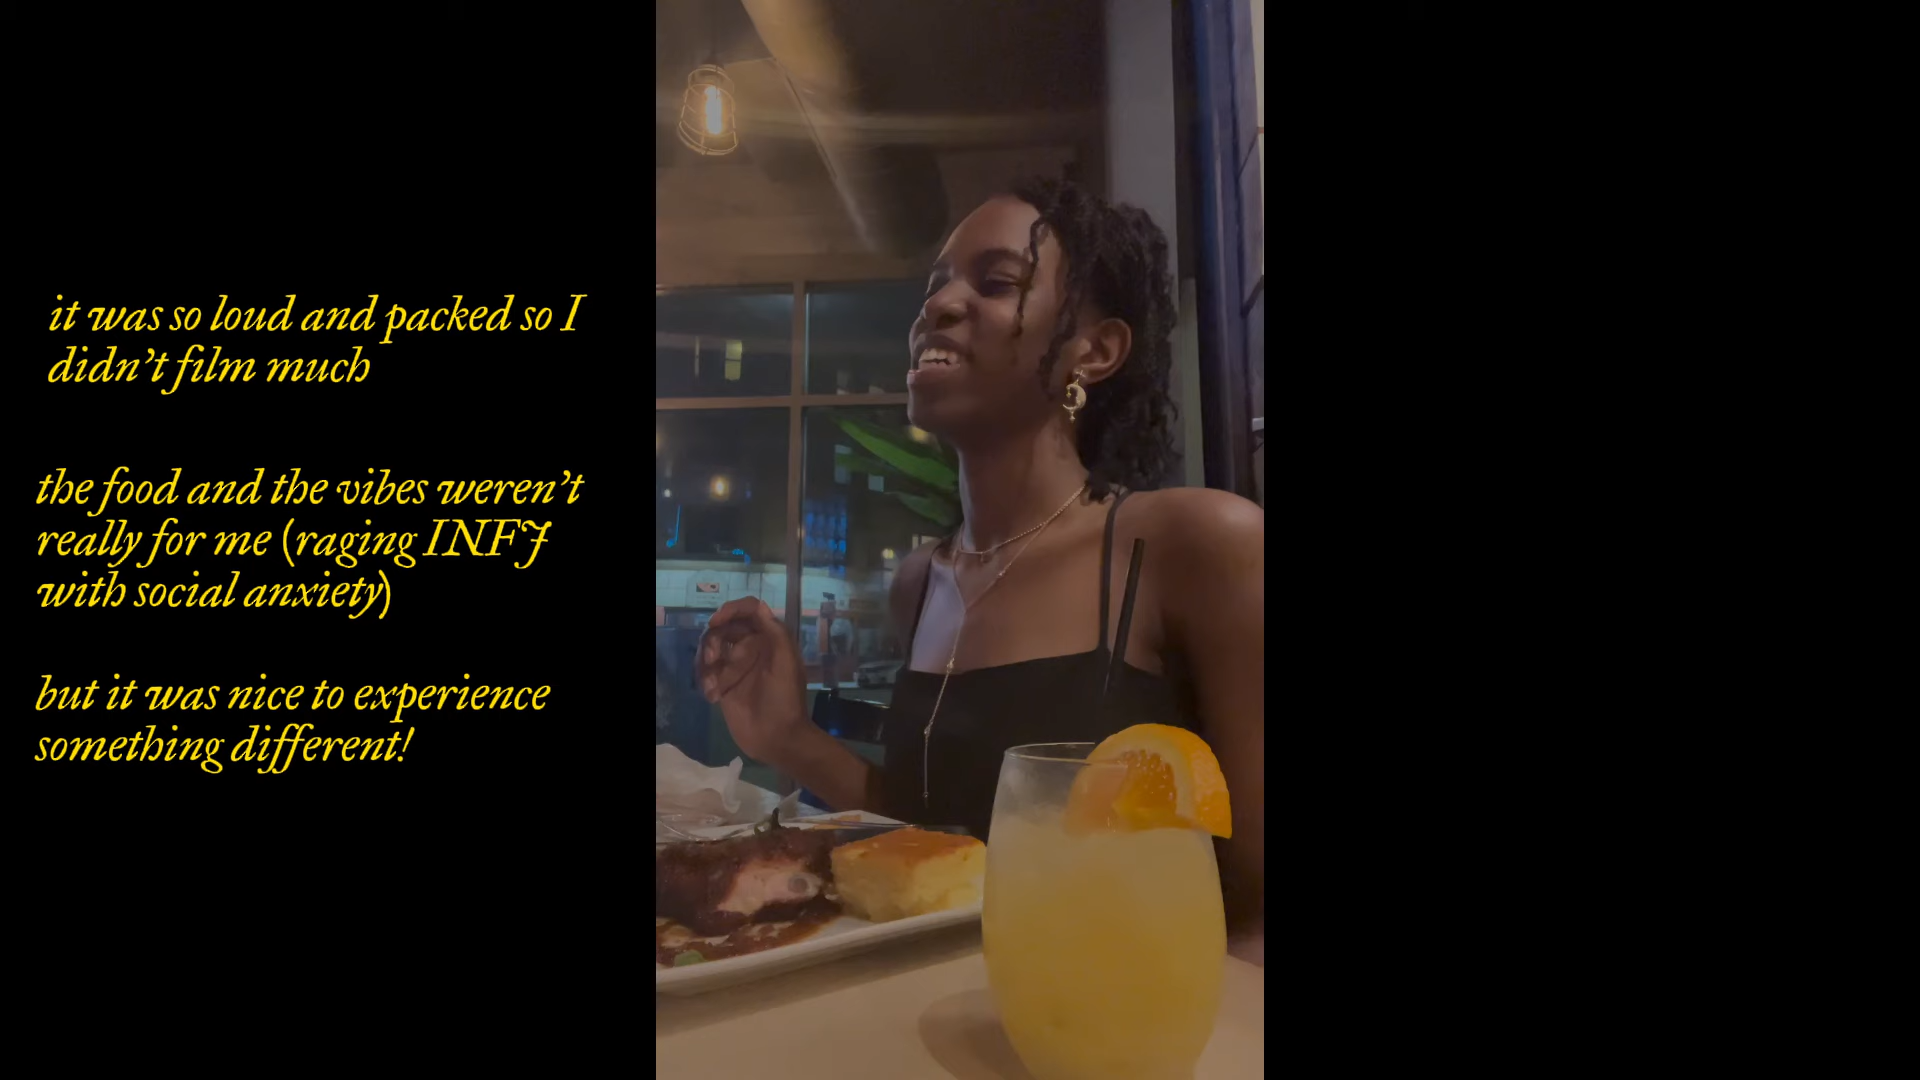 it was so loud and packed so I
didn't film much
the food and the vibes weren't
really for me (raging INFJ
with social anxiety)
but it was nice to experience
something different!